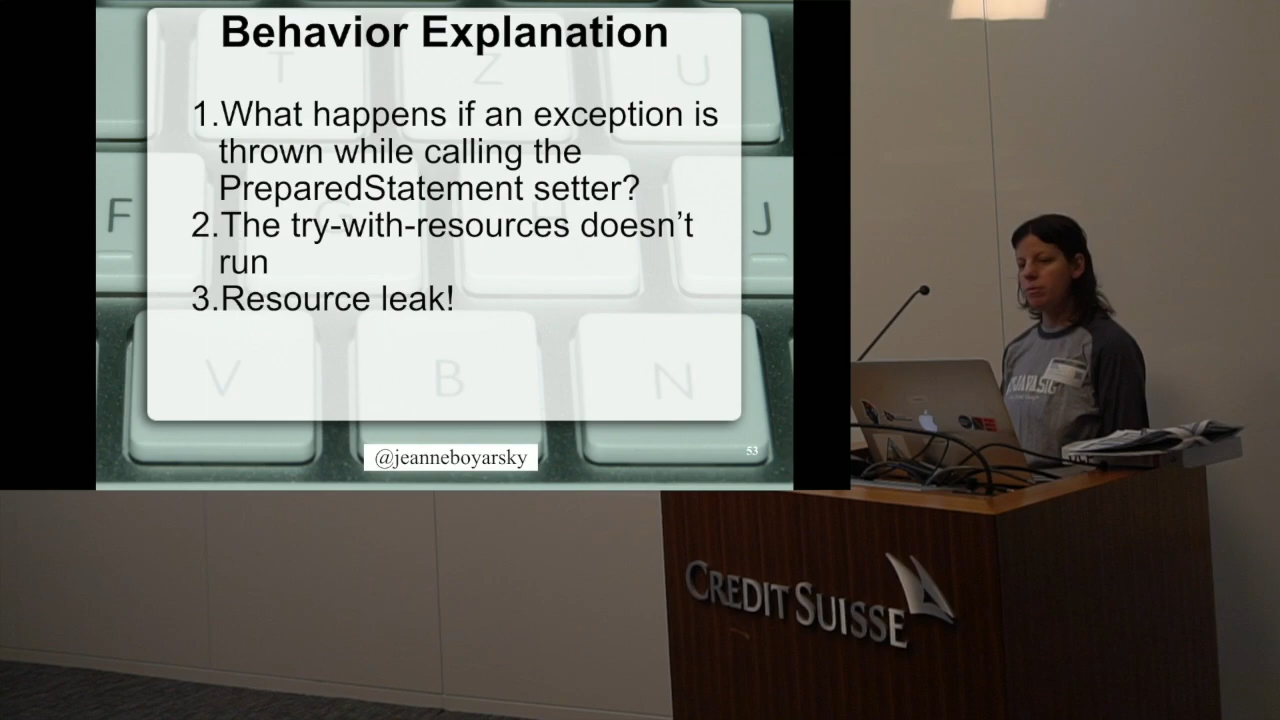 Behavior Explanation
1.What happens if an exception is
thrown while calling the
PreparedStatement setter?
2.The try-with-resources doesn’t
run
3.Resource leak!
@jeanneboyarsky
53
T
Z
U
F
J
V
B
N
CREDIT SUISSE